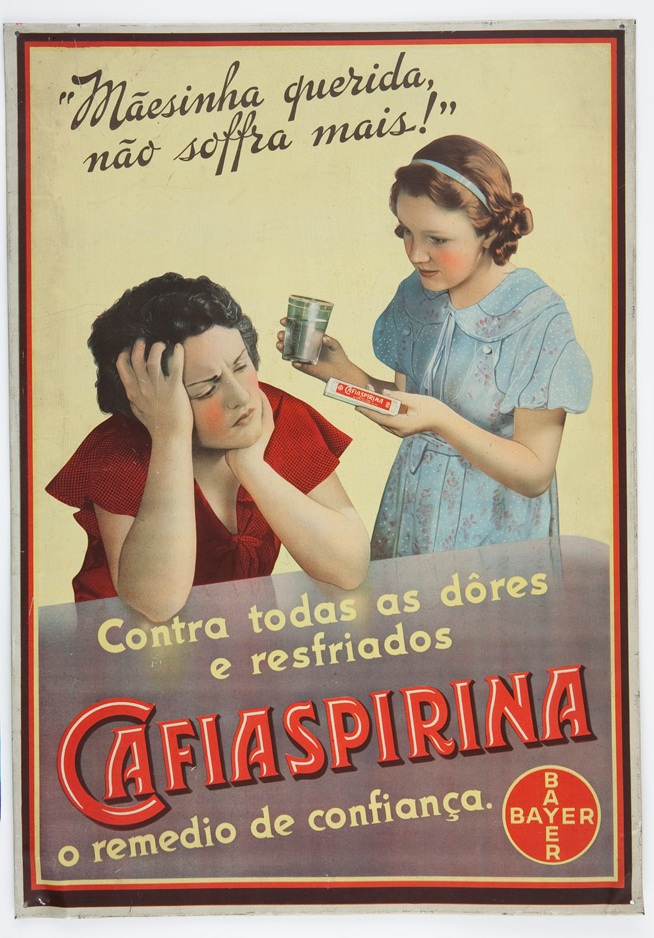 "Mãesinha querida,
não soffra mais!"
CAFIASPIRINA
Contra todas as dôres
e resfriados
CAFIASPIRINA
o remedio de confiança.
BAYER
BAYER